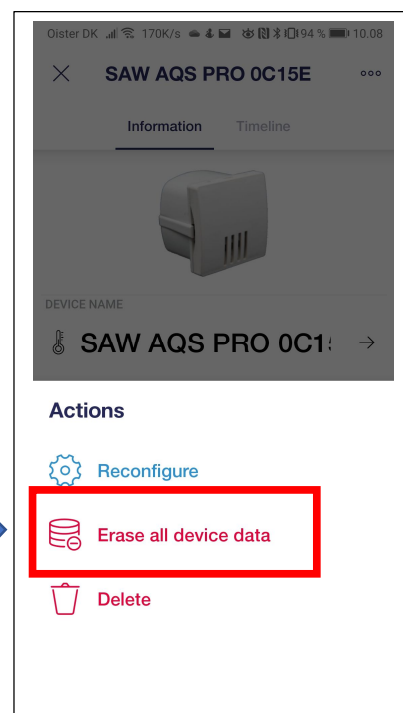 Oister DK 170K/s 94 % 10.08
SAW AQS PRO 0C15E
Information Timeline
DEVICE NAME
SAW AQS PRO 0C1
Actions
Reconfigure
Erase all device data
Delete